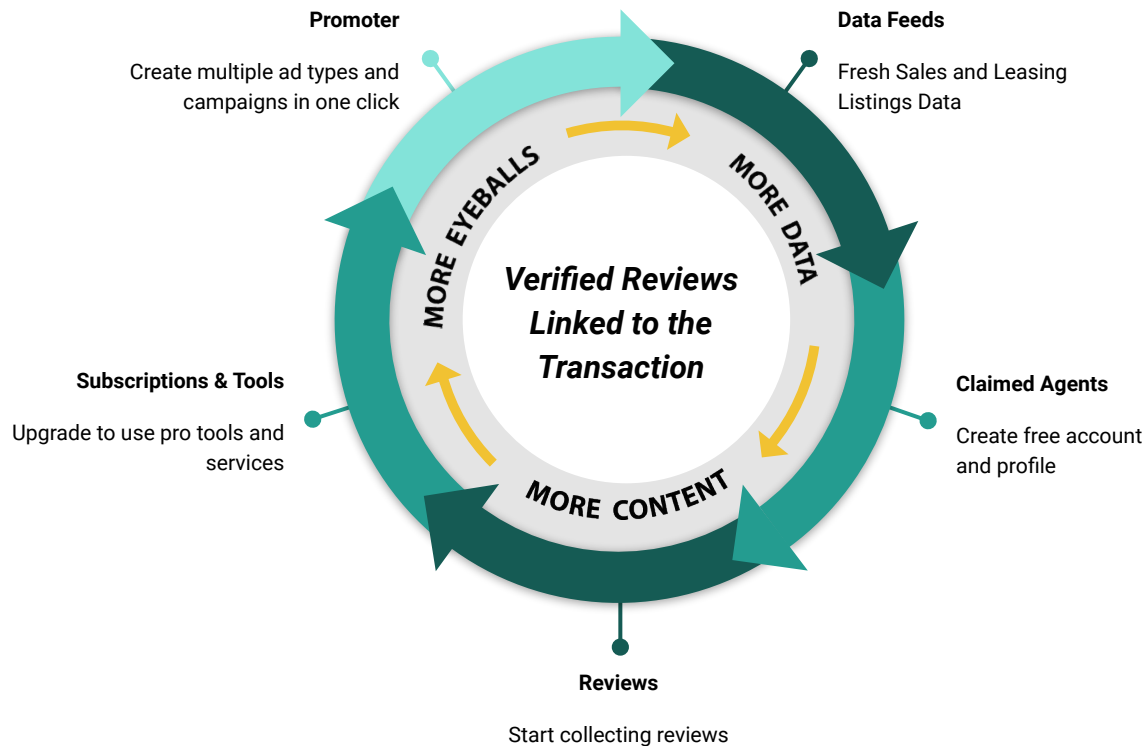 Promoter
Create multiple ad types and
campaigns in one click
Data Feeds
Fresh Sales and Leasing
Listings Data
MORE EYEBALLS
MORE DATA
MORE CONTENT
Verified Reviews
Linked to the
Transaction
Subscriptions & Tools
Upgrade to use pro tools and
services
Claimed Agents
Create free account
and profile
Reviews
Start collecting reviews